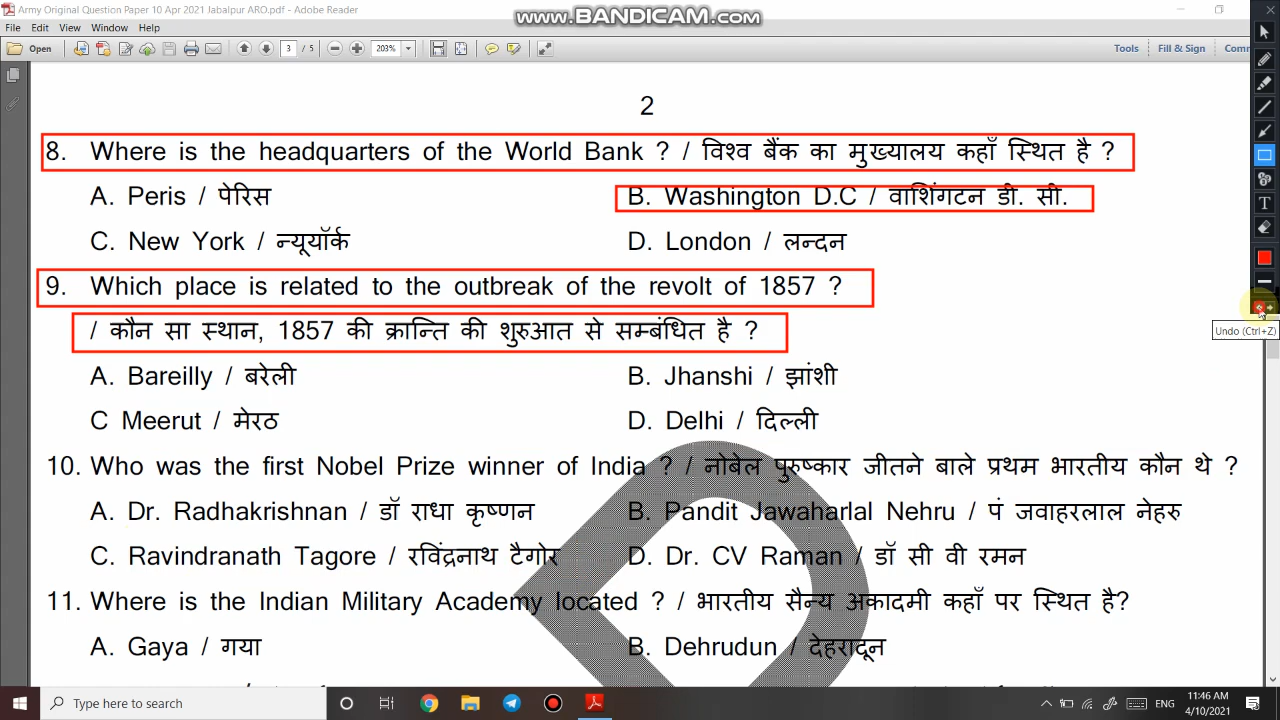 Army Original Question Paper 10 Apr 2021 Jabalpur ARO.pdf - Adobe Reader
www.BANDICAM.com
File Edit View Window Help
Open 3 / 5 203% Tools Fill & Sign
2
8. Where is the headquarters of the World Bank ? / विश्व बैंक का मुख्यालय कहाँ स्थित है ?
A. Peris / पेरिस B. Washington D.C / वाशिंगटन डी. सी.
C. New York / न्यूयॉर्क D. London / लन्दन
9. Which place is related to the outbreak of the revolt of 1857 ?
/ कौन सा स्थान, 1857 की क्रान्ति की शुरुआत से सम्बंधित है ?
Undo (Ctrl+Z)
A. Bareilly / बरेली B. Jhanshi / झांशी
C Meerut / मेरठ D. Delhi / दिल्ली
10. Who was the first Nobel Prize winner of India ? / नोबेल पुरुष्कार जीतने बाले प्रथम भारतीय कौन थे ?
A. Dr. Radhakrishnan / डॉ राधा कृष्णन B. Pandit Jawaharlal Nehru / पं जवाहरलाल नेहरु
C. Ravindranath Tagore / रविंद्रनाथ टैगोर D. Dr. CV Raman / डॉ सी वी रमन
11. Where is the Indian Military Academy located ? / भारतीय सैन्य अकादमी कहाँ पर स्थित है?
A. Gaya / गया B. Dehrudun / देहरादून
Type here to search ENG 11:46 AM
4/10/2021